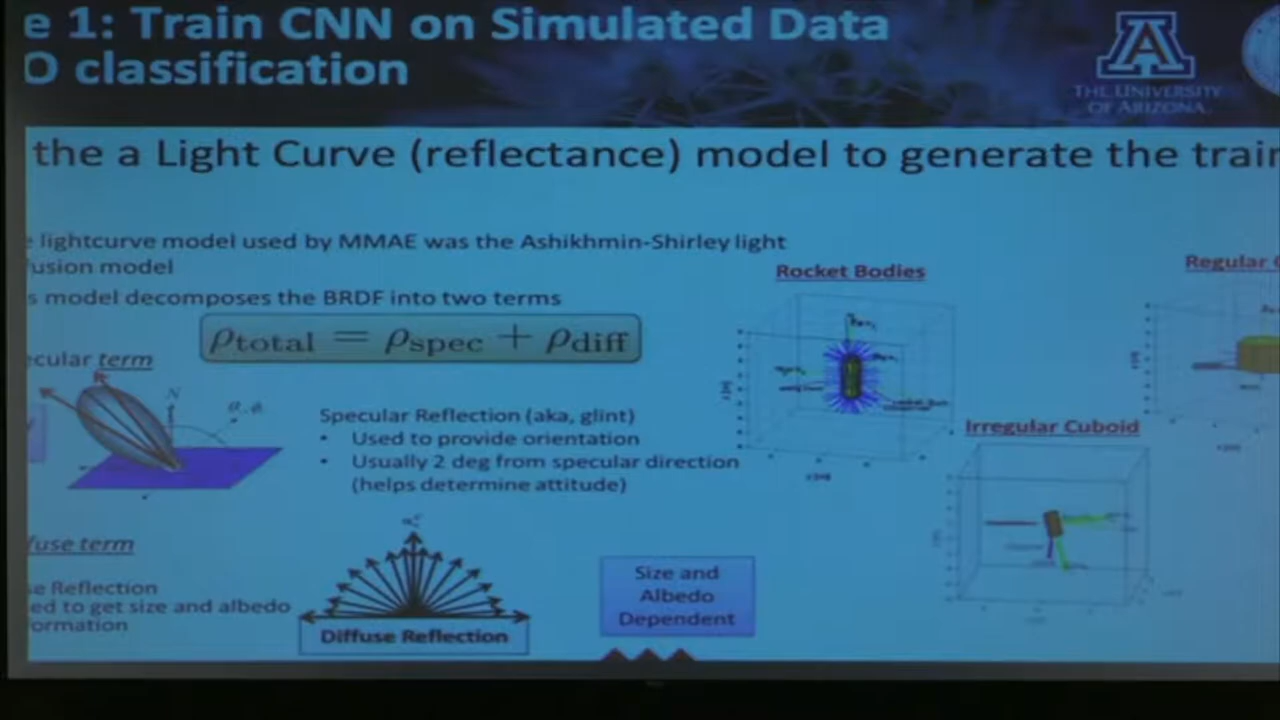 e 1: Train CNN on Simulated Data
O classification
THE UNIVERSITY
OF ARIZONA
the a Light Curve (reflectance) model to generate the train
e lightcurve model used by MMAE was the Ashikhmin-Shirley light
fusion model
s model decomposes the BRDF into two terms
ρtotal = ρspec + ρdiff
ecular term
N
Specular Reflection (aka, glint)
• Used to provide orientation
• Usually 2 deg from specular direction
(helps determine attitude)
Rocket Bodies
Regular C
Irregular Cuboid
fuse term
se Reflection
ed to get size and albedo
ormation
Diffuse Reflection
Size and
Albedo
Dependent